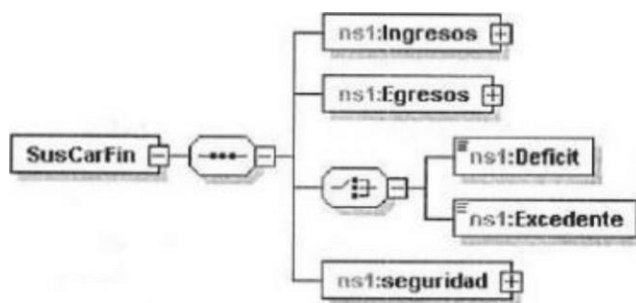 ns1:Ingresos
ns1:Egresos
SusCarFin
ns1:Deficit
ns1:Excedente
ns1:seguridad